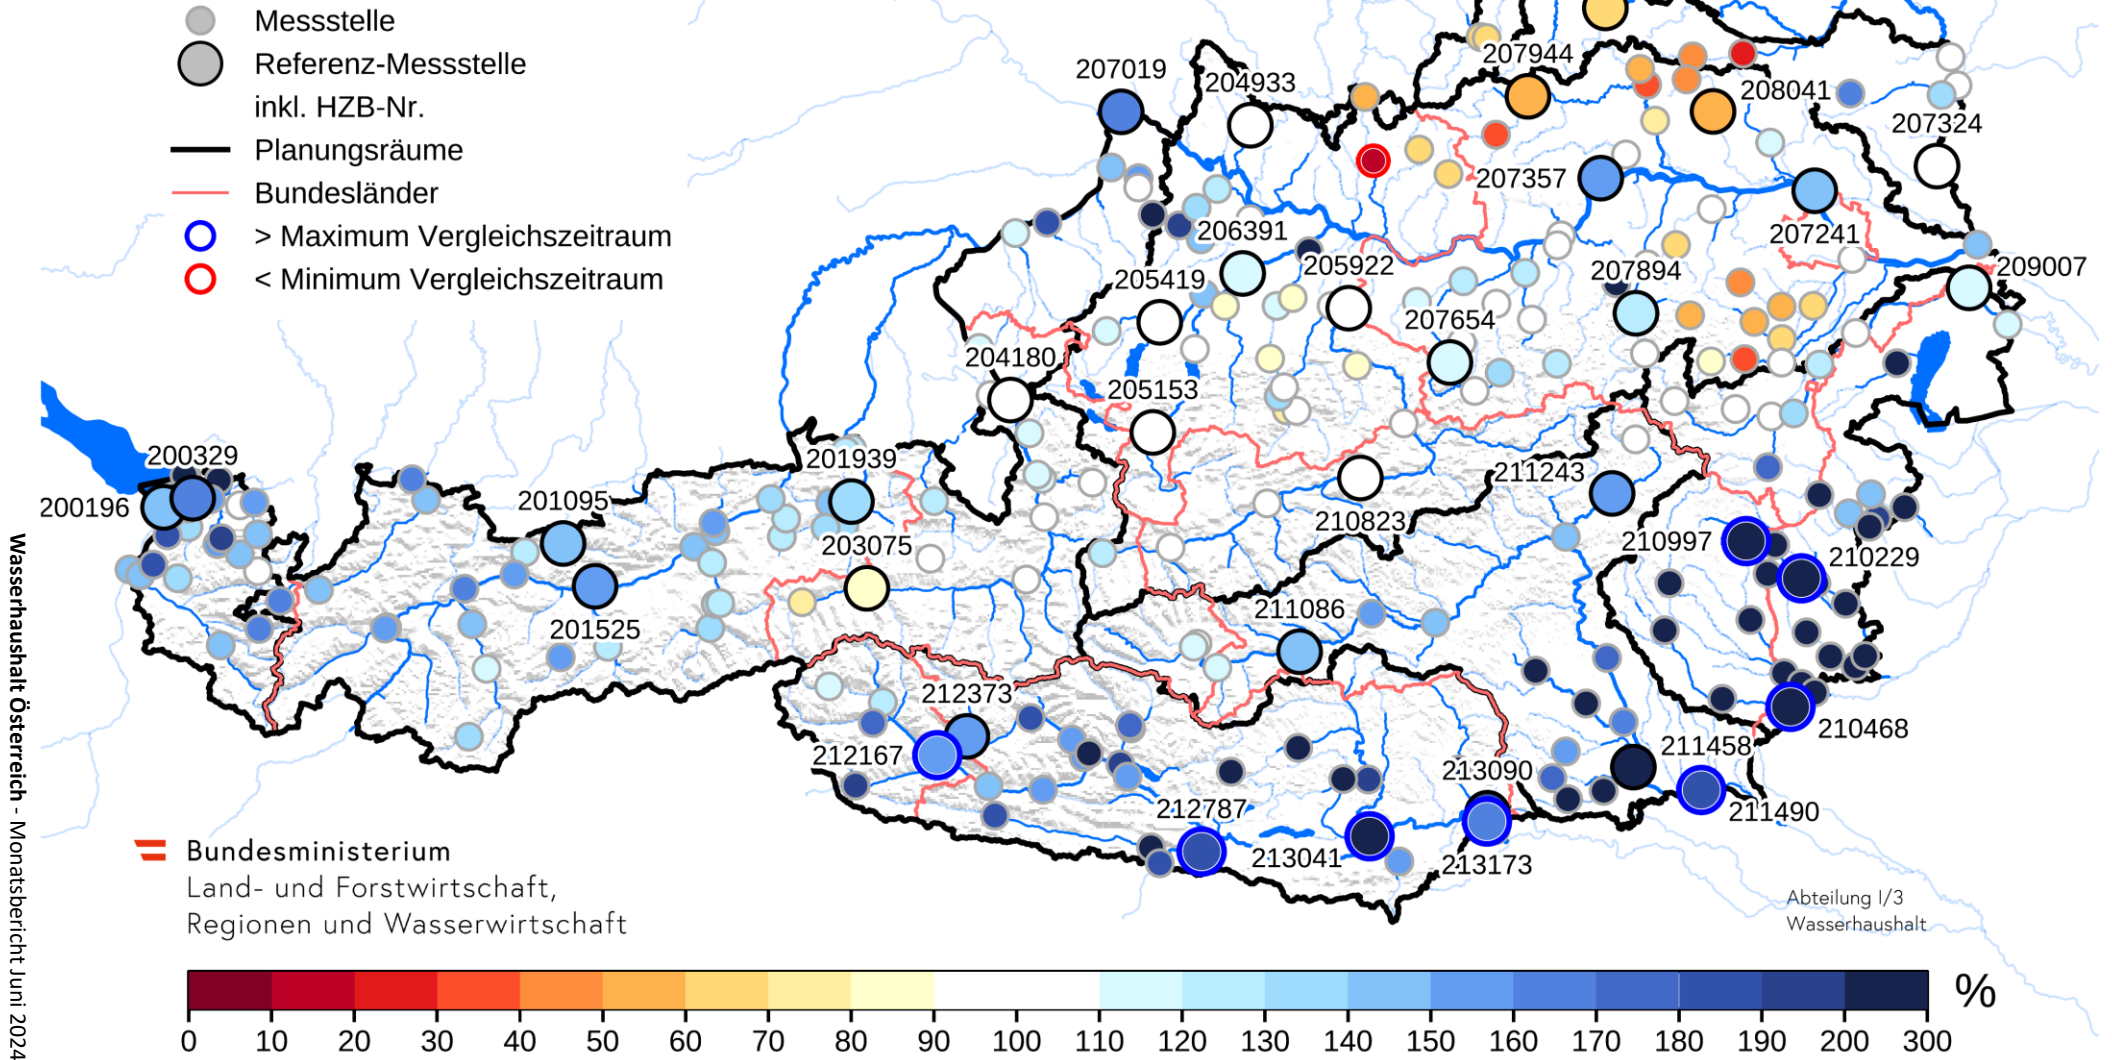 Messstelle
Referenz-Messstelle
inkl. HZB-Nr.
Planungsräume
Bundesländer
> Maximum Vergleichszeitraum
< Minimum Vergleichszeitraum
207019
204933
207944
208041
207324
207357
207241
206391
205922
205419
207894
209007
207654
204180
205153
200329
200196
201095
201939
211243
210823
203075
210997
210229
201525
211086
212373
212167
210468
211458
213090
211490
212787
213041
213173
Wasserhaushalt Österreich - Monatsbericht Juni 2024
Bundesministerium
Land- und Forstwirtschaft,
Regionen und Wasserwirtschaft
Abteilung I/3
Wasserhaushalt
%
0 10 20 30 40 50 60 70 80 90 100 110 120 130 140 150 160 170 180 190 200 300